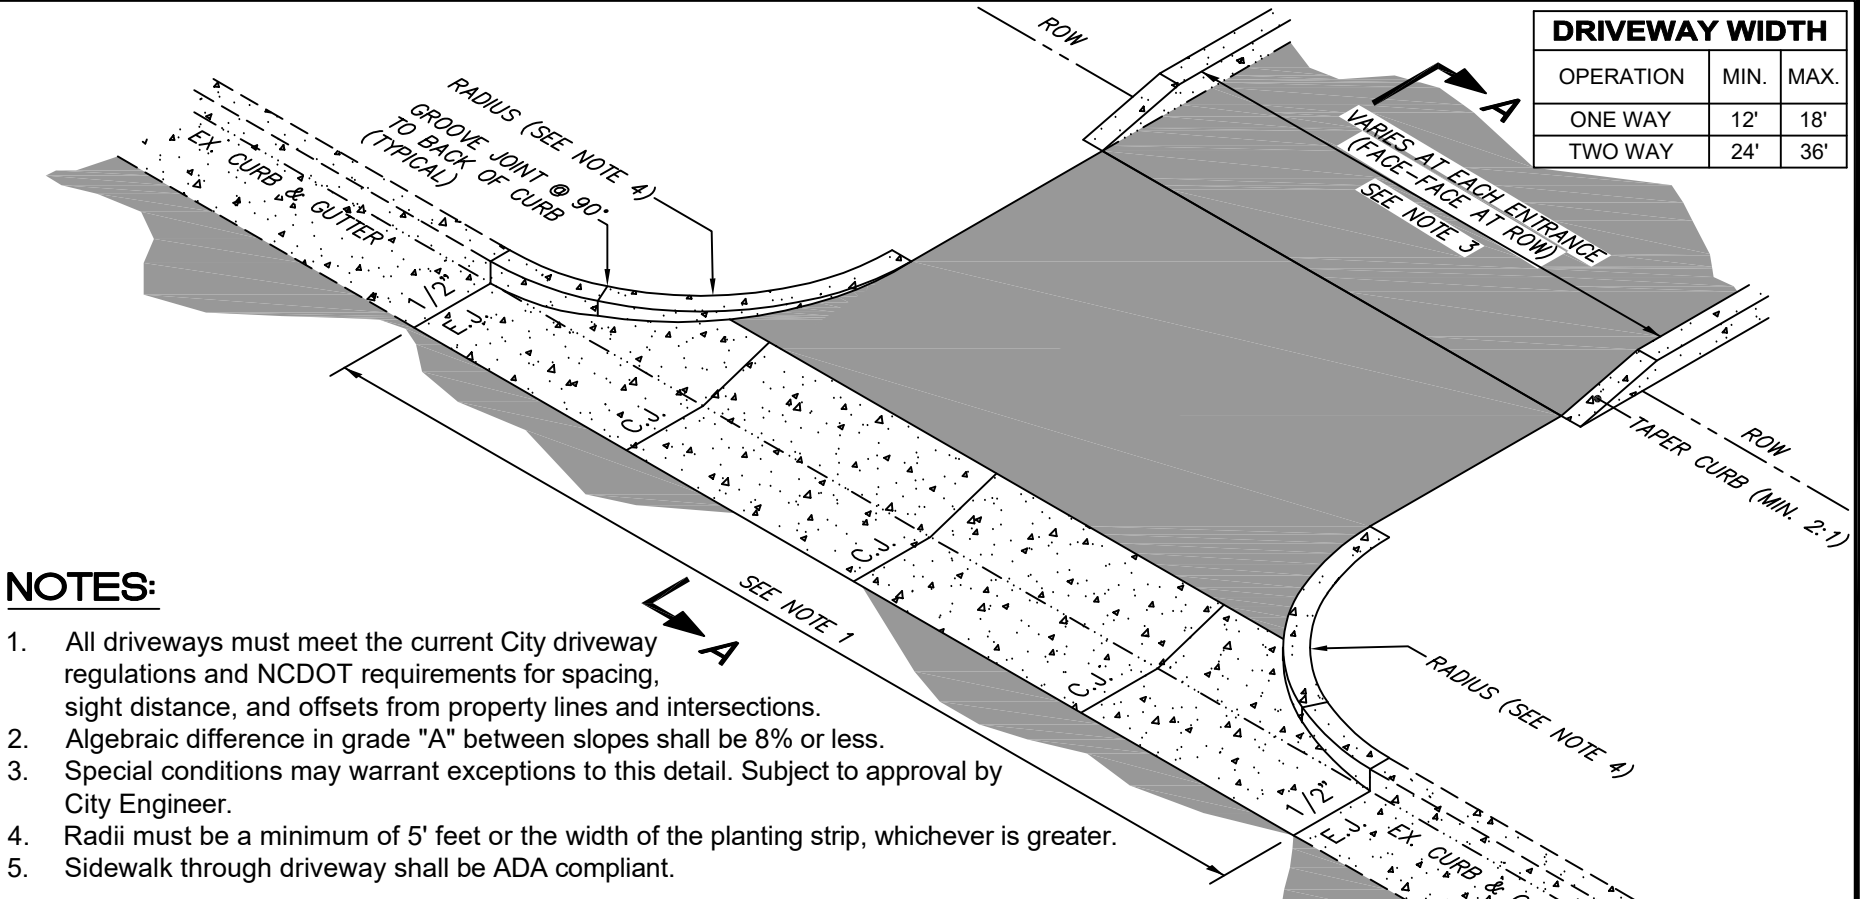 ROW
DRIVEWAY WIDTH
OPERATION MIN. MAX.
ONE WAY 12' 18'
TWO WAY 24' 36'
RADIUS (SEE NOTE 4)
GROOVE JOINT @ 90°
TO BACK OF CURB
(TYPICAL)
A
VARIES AT EACH ENTRANCE
(FACE-FACE AT ROW)
SEE NOTE 3
EX. CURB & GUTTER
1/2"
E.J.
C.J.
C.J.
C.J.
ROW
TAPER CURB (MIN. 2:1)
SEE NOTE 1
A
RADIUS (SEE NOTE 4)
1/2"
E.J.
EX. CURB &
NOTES:
1. All driveways must meet the current City driveway
regulations and NCDOT requirements for spacing,
sight distance, and offsets from property lines and intersections.
2. Algebraic difference in grade "A" between slopes shall be 8% or less.
3. Special conditions may warrant exceptions to this detail. Subject to approval by
City Engineer.
4. Radii must be a minimum of 5' feet or the width of the planting strip, whichever is greater.
5. Sidewalk through driveway shall be ADA compliant.